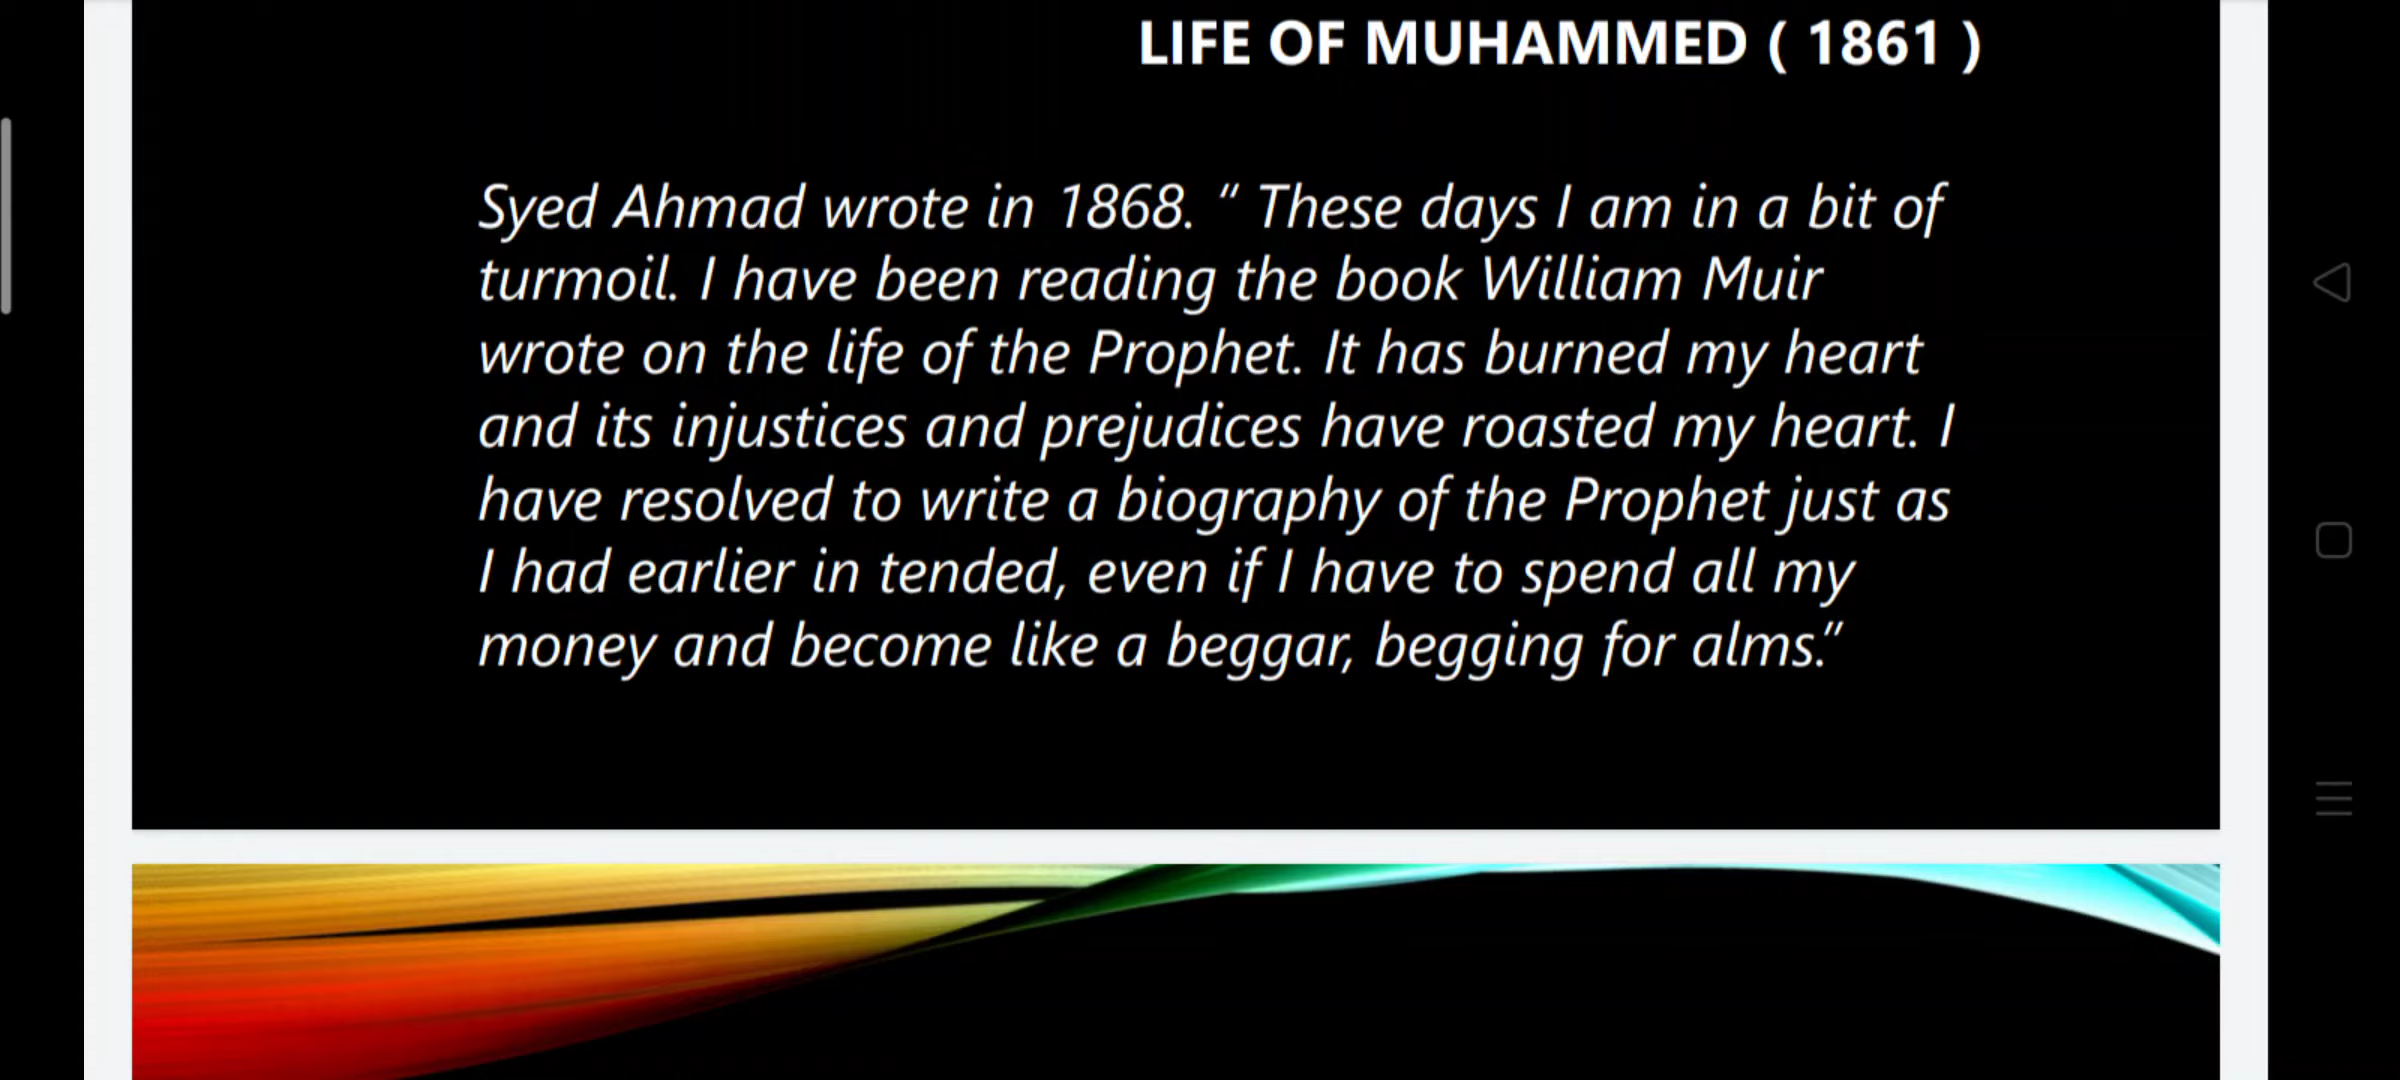 LIFE OF MUHAMMED ( 1861 )
Syed Ahmad wrote in 1868. “ These days I am in a bit of
turmoil. I have been reading the book William Muir
wrote on the life of the Prophet. It has burned my heart
and its injustices and prejudices have roasted my heart. I
have resolved to write a biography of the Prophet just as
I had earlier in tended, even if I have to spend all my
money and become like a beggar, begging for alms.”